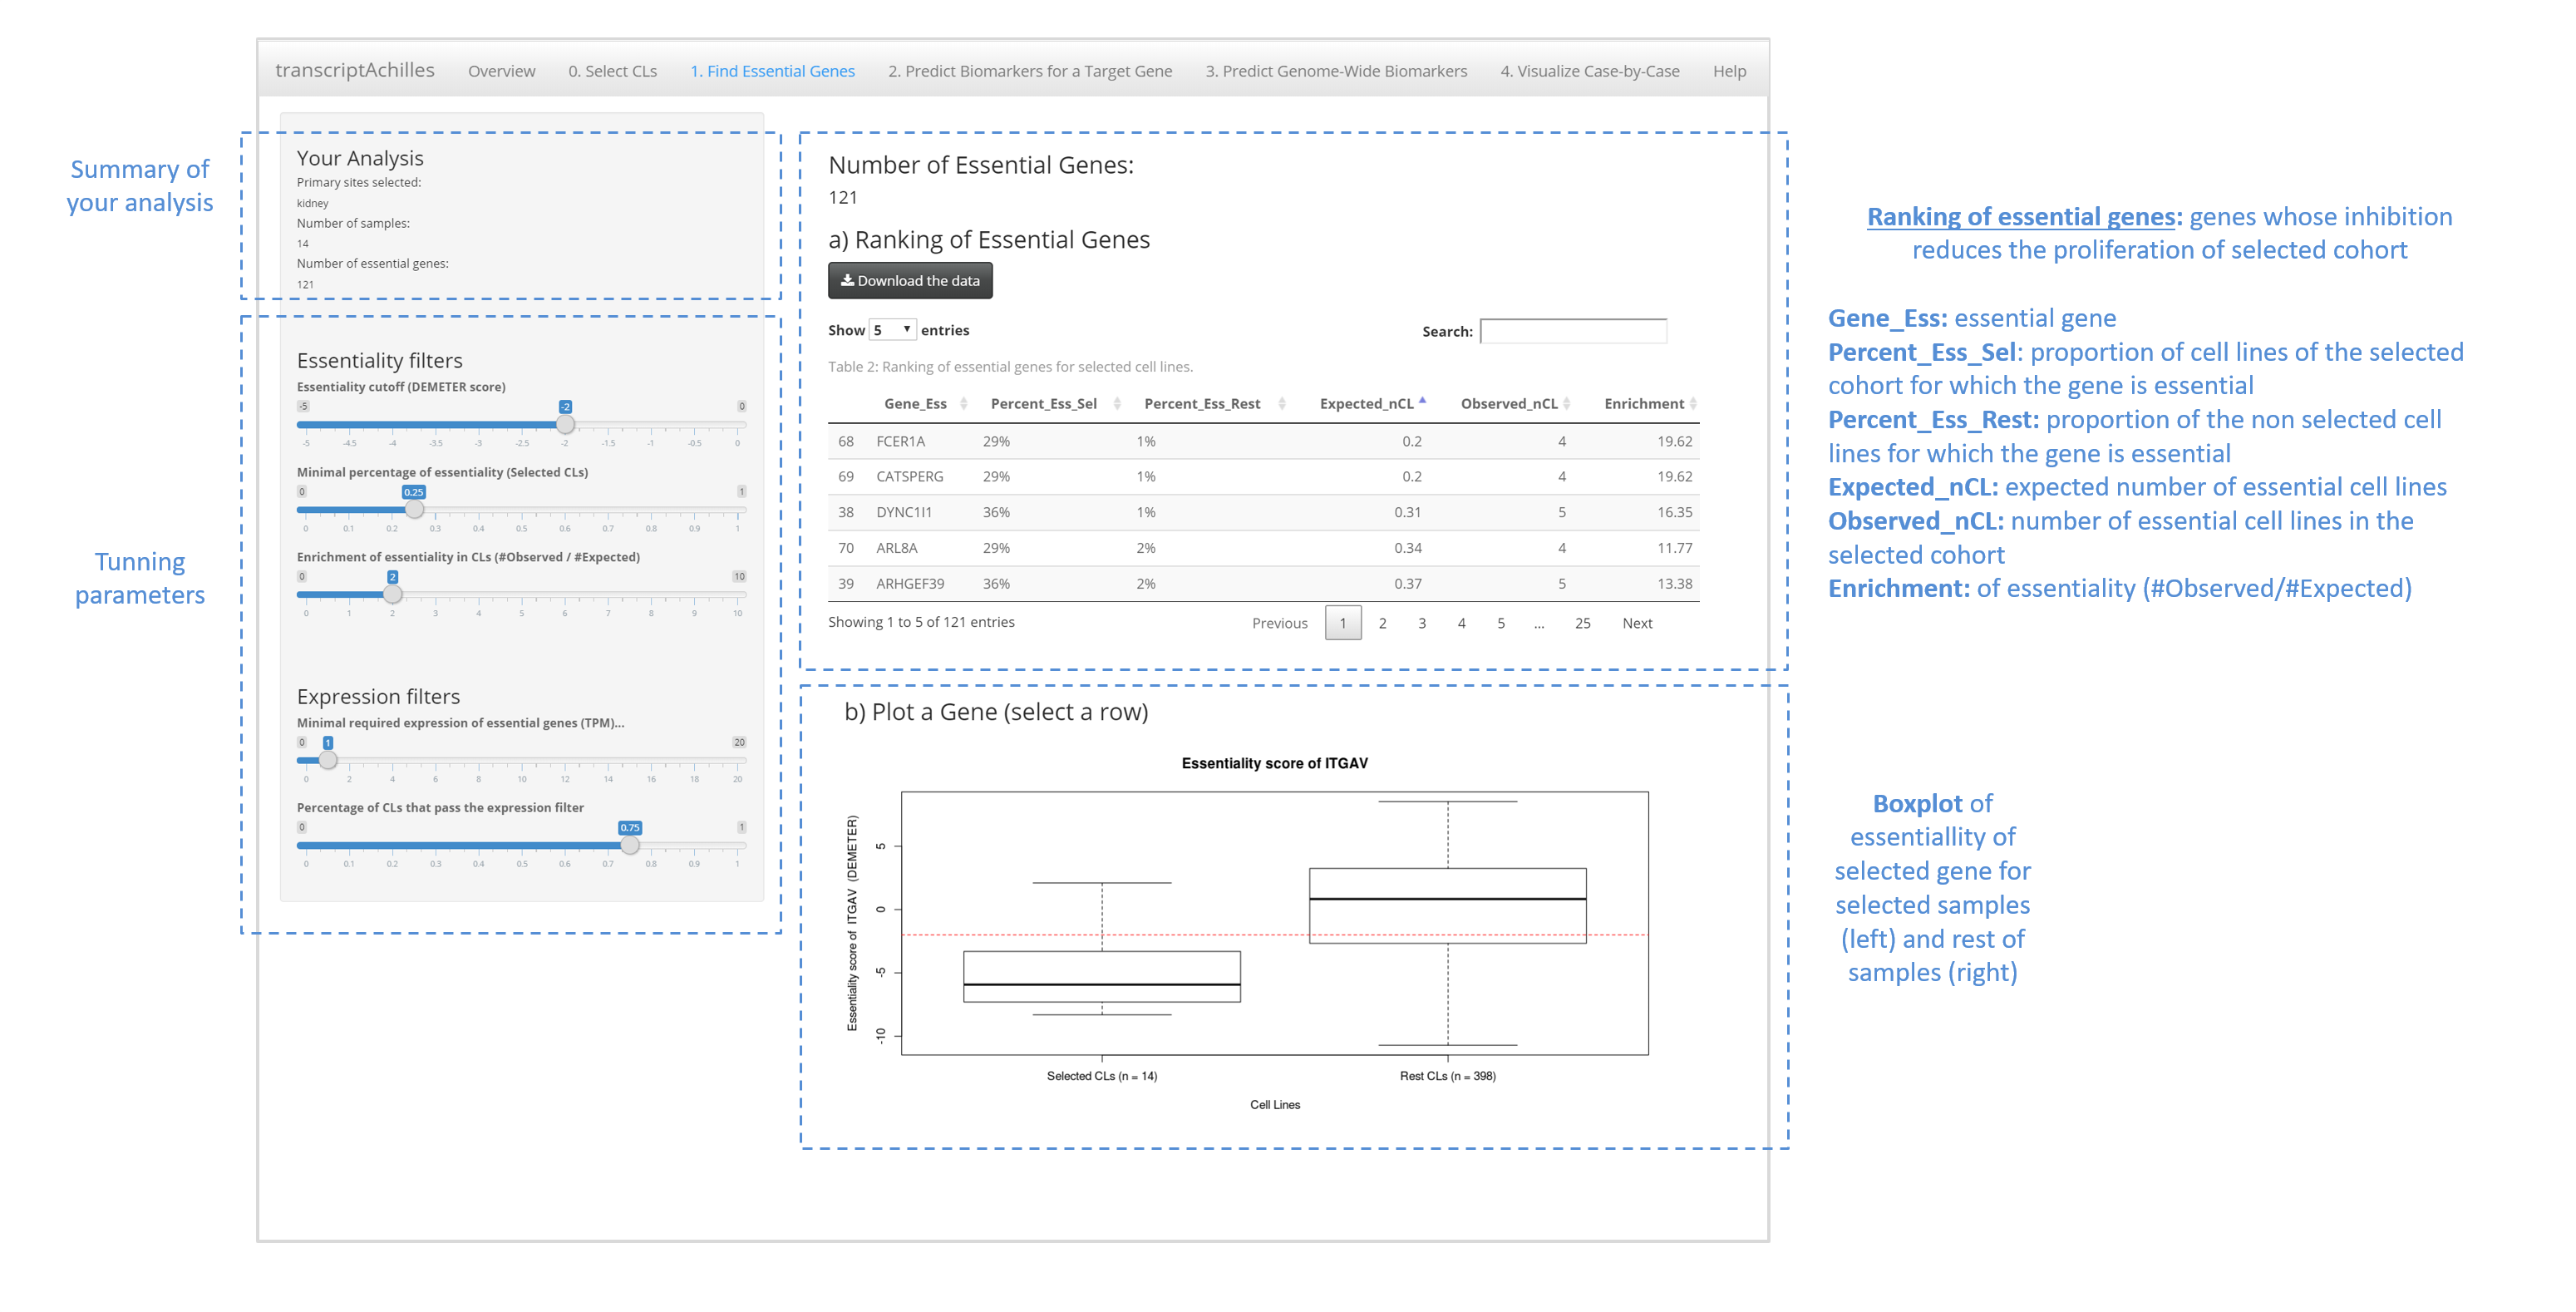 transcriptAchilles Overview 0. Select CLs 1. Find Essential Genes 2. Predict Biomarkers for a Target Gene 3. Predict Genome-Wide Biomarkers 4. Visualize Case-by-Case Help
Summary of
your analysis
Your Analysis
Primary sites selected:
kidney
Number of samples:
14
Number of essential genes:
121
Tunning
parameters
Essentiality filters
Essentiality cutoff (DEMETER score)
-5 -2 0
-5 -4.5 -4 -3.5 -3 -2.5 -2 -1.5 -1 -0.5 0
Minimal percentage of essentiality (Selected CLs)
0 0.25 1
0 0.1 0.2 0.3 0.4 0.5 0.6 0.7 0.8 0.9 1
Enrichment of essentiality in CLs (#Observed / #Expected)
0 2 10
0 1 2 3 4 5 6 7 8 9 10
Expression filters
Minimal required expression of essential genes (TPM)...
0 1 20
0 2 4 6 8 10 12 14 16 18 20
Percentage of CLs that pass the expression filter
0 0.75 1
0 0.1 0.2 0.3 0.4 0.5 0.6 0.7 0.8 0.9 1
Number of Essential Genes:
121
a) Ranking of Essential Genes
Download the data
Show 5 entries Search:
Table 2: Ranking of essential genes for selected cell lines.
Gene_Ess Percent_Ess_Sel Percent_Ess_Rest Expected_nCL Observed_nCL Enrichment
68 FCER1A 29% 1% 0.2 4 19.62
69 CATSPERG 29% 1% 0.2 4 19.62
38 DYNC1I1 36% 1% 0.31 5 16.35
70 ARL8A 29% 2% 0.34 4 11.77
39 ARHGEF39 36% 2% 0.37 5 13.38
Showing 1 to 5 of 121 entries Previous 1 2 3 4 5 ... 25 Next
b) Plot a Gene (select a row)
Essentiality score of ITGAV
Essentiality score of ITGAV (DEMETER)
5
0
-5
-10
Selected CLs (n = 14) Rest CLs (n = 398)
Cell Lines
Ranking of essential genes: genes whose inhibition
reduces the proliferation of selected cohort
Gene_Ess: essential gene
Percent_Ess_Sel: proportion of cell lines of the selected
cohort for which the gene is essential
Percent_Ess_Rest: proportion of the non selected cell
lines for which the gene is essential
Expected_nCL: expected number of essential cell lines
Observed_nCL: number of essential cell lines in the
selected cohort
Enrichment: of essentiality (#Observed/#Expected)
Boxplot of
essentiallity of
selected gene for
selected samples
(left) and rest of
samples (right)